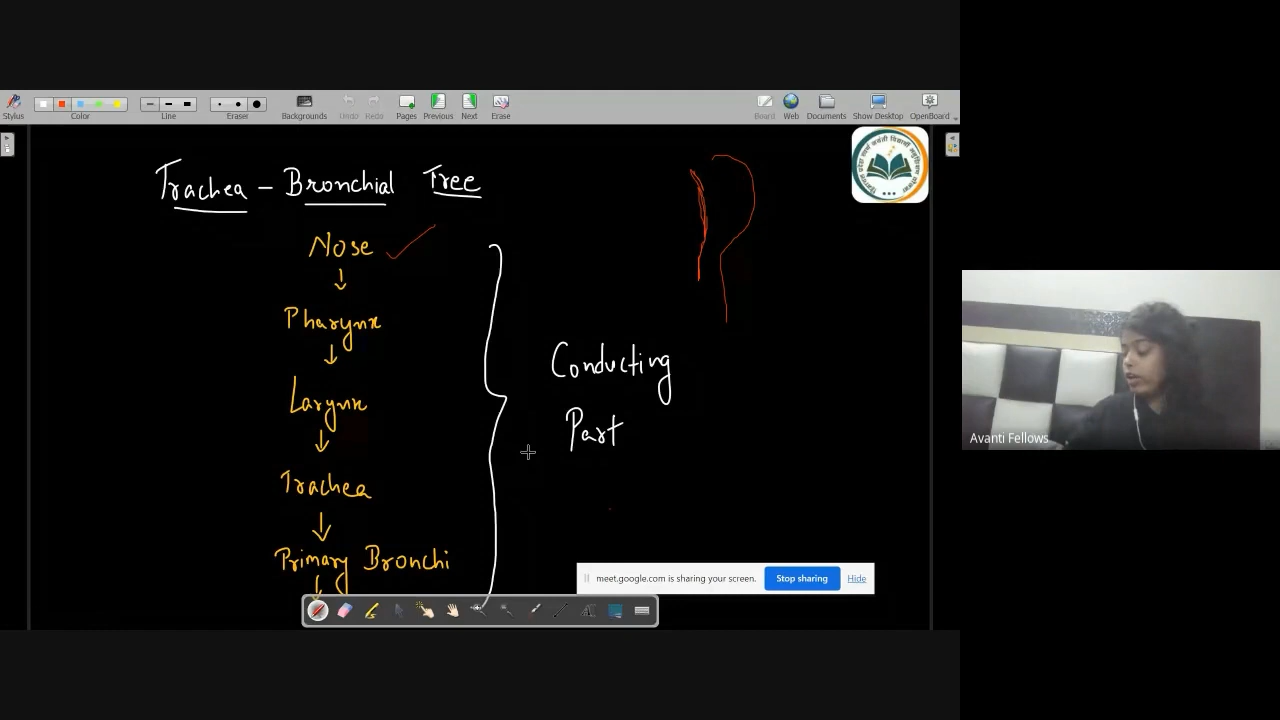 Stylus
Color
Line
Eraser
Backgrounds
Undo
Redo
Pages
Previous
Next
Erase
Board
Web
Documents
Show Desktop
OpenBoard
Trachea - Bronchial Tree
Nose
Pharynx
Larynx
Trachea
Primary Bronchi
Conducting
Part
meet.google.com is sharing your screen.
Stop sharing
Hide
Avanti Fellows